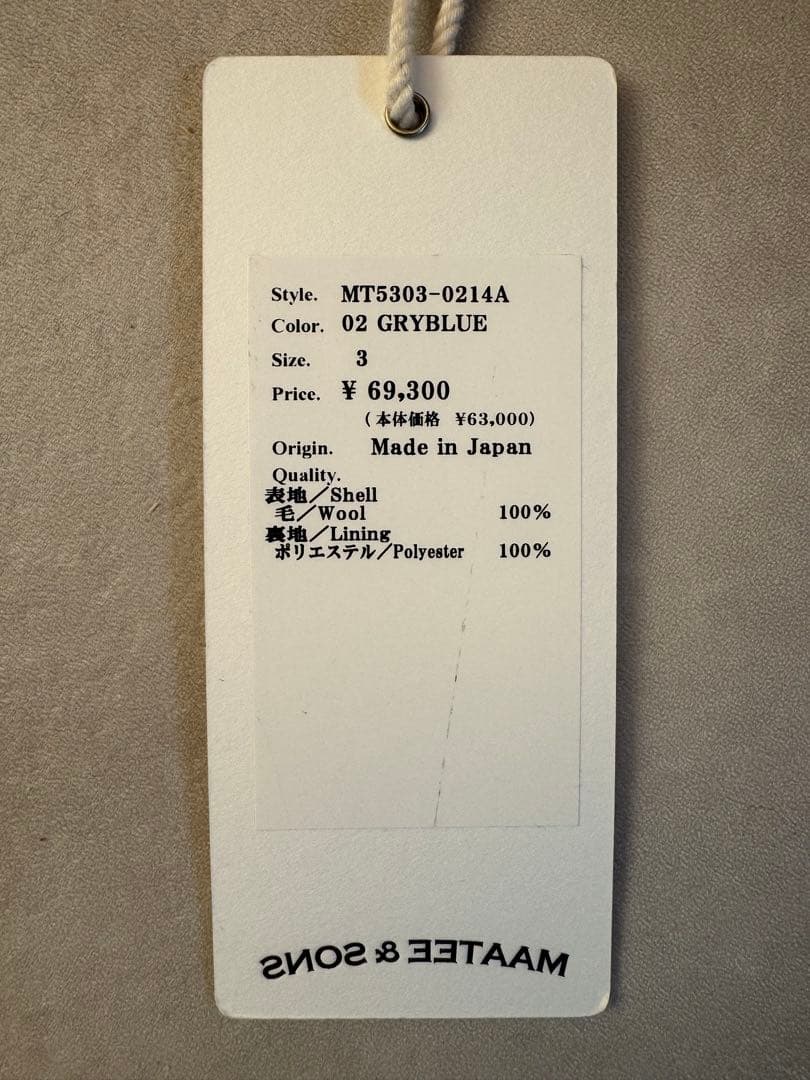 Style. MT5303-0214A
Color. 02 GRYBLUE
Size. 3
Price. ¥ 69,300
(本体価格 ¥63,000)
Origin. Made in Japan
Quality.
表地/Shell
毛/Wool 100%
裏地/Lining
ポリエステル/Polyester 100%
MAATEE & SONS